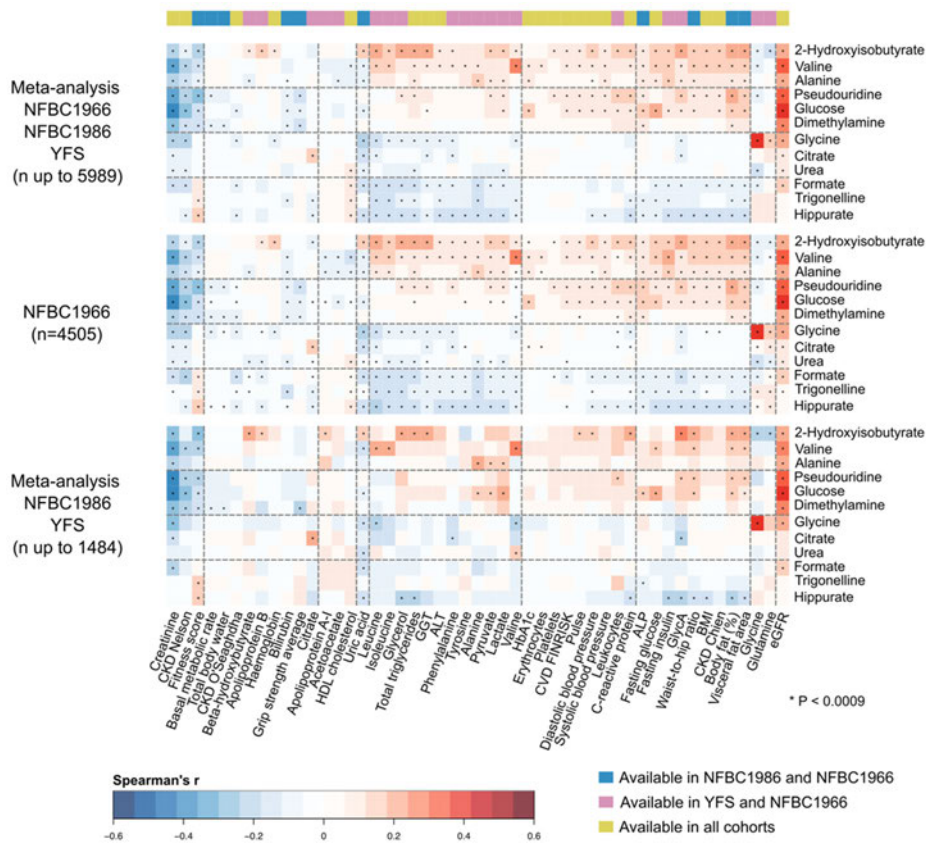 Meta-analysis
NFBC1966
NFBC1986
YFS
(n up to 5989)
2-Hydroxyisobutyrate
Valine
Alanine
Pseudouridine
Glucose
Dimethylamine
Glycine
Citrate
Urea
Formate
Trigonelline
Hippurate
NFBC1966
(n=4505)
2-Hydroxyisobutyrate
Valine
Alanine
Pseudouridine
Glucose
Dimethylamine
Glycine
Citrate
Urea
Formate
Trigonelline
Hippurate
Meta-analysis
NFBC1986
YFS
(n up to 1484)
2-Hydroxyisobutyrate
Valine
Alanine
Pseudouridine
Glucose
Dimethylamine
Glycine
Citrate
Urea
Formate
Trigonelline
Hippurate
Creatinine
CKD Nelson
Fitness score
Basal metabolic rate
Total body water
CKD O'Seaghdha
Beta-hydroxybutyrate
Apolipoprotein B
Haemoglobin
Bilirubin
Grip strength average
Citrate
Apolipoprotein A-I
Acetoacetate
HDL cholesterol
Uric acid
Leucine
Isoleucine
Glycerol
Total triglycerides
GGT
ALT
Phenylalanine
Tyrosine
Alanine
Pyruvate
Lactate
Valine
HbA1c
Erythrocytes
Platelets
CVD FINRISK
Pulse
Diastolic blood pressure
Systolic blood pressure
Leukocytes
C-reactive protein
ALP
Fasting glucose
Fasting insulin
GlycA
Waist-to-hip ratio
BMI
CKD Chien
Body fat (%)
Visceral fat area
Glycine
Glutamine
eGFR
* P < 0.0009
Spearman's r
−0.6 −0.4 −0.2 0 0.2 0.4 0.6
Available in NFBC1986 and NFBC1966
Available in YFS and NFBC1966
Available in all cohorts